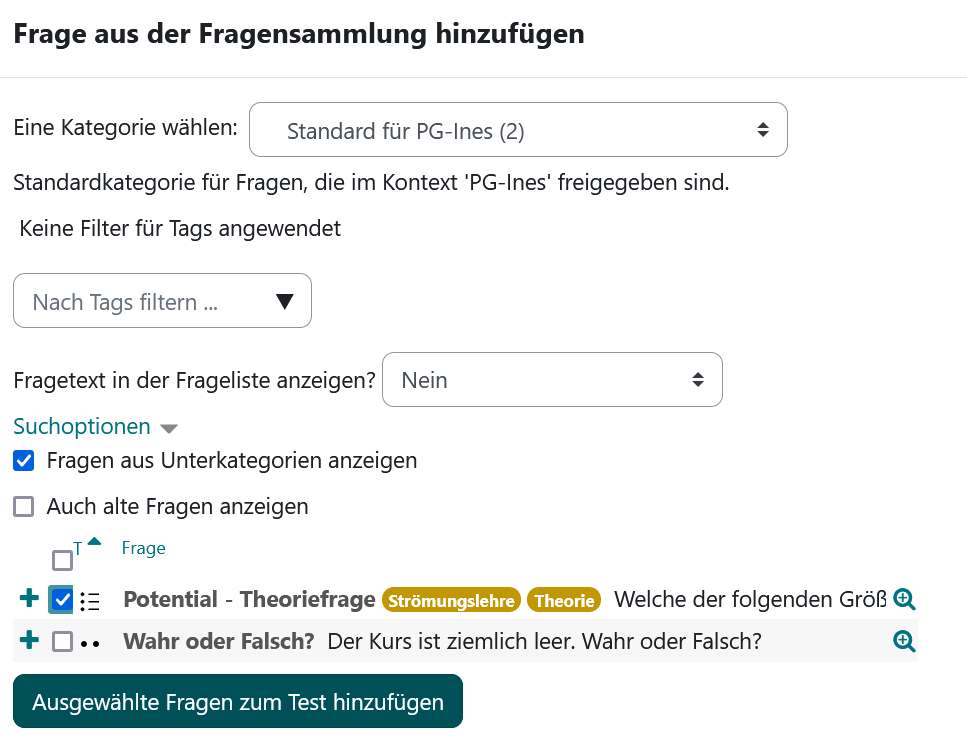 Frage aus der Fragensammlung hinzufügen
Eine Kategorie wählen: Standard für PG-Ines (2)
Standardkategorie für Fragen, die im Kontext 'PG-Ines' freigegeben sind.
Keine Filter für Tags angewendet
Nach Tags filtern ...
Fragetext in der Frageliste anzeigen? Nein
Suchoptionen
Fragen aus Unterkategorien anzeigen
Auch alte Fragen anzeigen
T Frage
Potential - Theoriefrage Strömungslehre Theorie Welche der folgenden Größ
Wahr oder Falsch? Der Kurs ist ziemlich leer. Wahr oder Falsch?
Ausgewählte Fragen zum Test hinzufügen